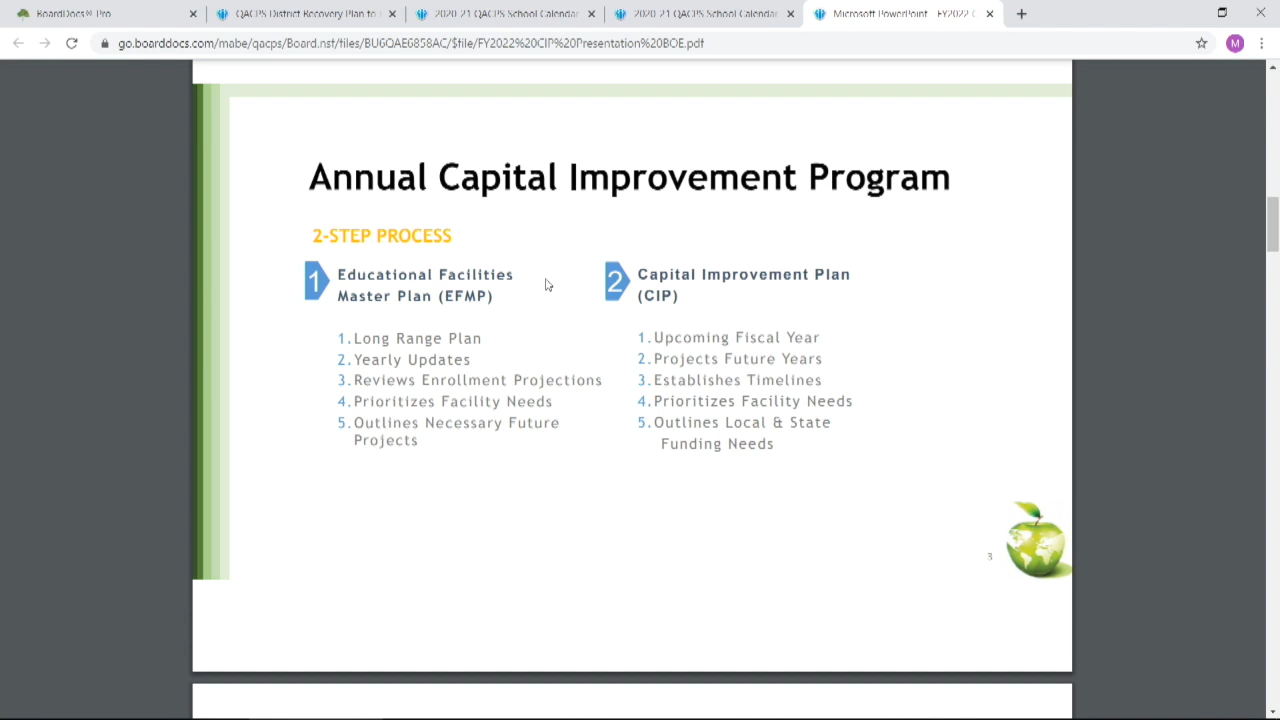 BoardDocs® Pro
QACPS District Recovery Plan to
2020-21 QACPS School Calendar
2020-21 QACPS School Calendar
Microsoft PowerPoint - FY2022 C
go.boarddocs.com/mabe/qacps/Board.nsf/files/BU6QAE6858AC/$file/FY2022%20CIP%20Presentation%20BOE.pdf
M
Annual Capital Improvement Program
2-STEP PROCESS
1
Educational Facilities
Master Plan (EFMP)
1.Long Range Plan
2.Yearly Updates
3.Reviews Enrollment Projections
4.Prioritizes Facility Needs
5.Outlines Necessary Future
Projects
2
Capital Improvement Plan
(CIP)
1.Upcoming Fiscal Year
2.Projects Future Years
3.Establishes Timelines
4.Prioritizes Facility Needs
5.Outlines Local & State
Funding Needs
3